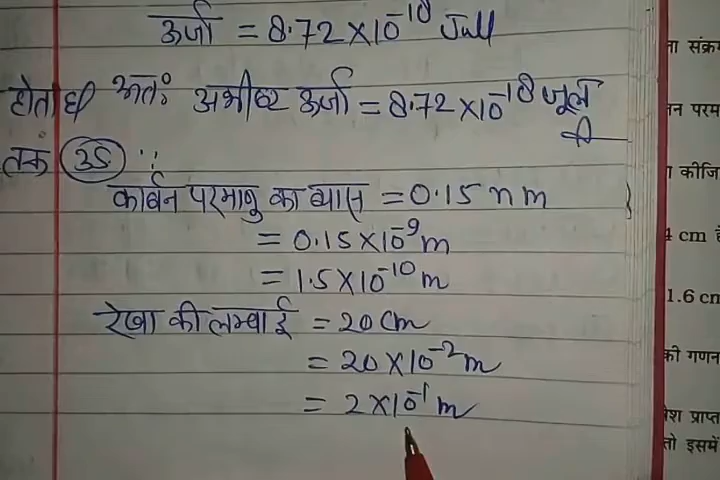 ऊर्जा = 8.72×10⁻¹⁸ Jull
होता है। अतः अभीष्ट ऊर्जा = 8.72×10⁻¹⁸ जूल
की
तक (35) ∵
कार्बन परमाणु का व्यास = 0.15 nm
= 0.15×10⁻⁹ m
= 1.5×10⁻¹⁰ m
रेखा की लम्बाई = 20 Cm
= 20×10⁻² m
= 2×10⁻¹ m
ना संक्र
परम
कीजि
4 cm है
1.6 cm
की गणन
प्राप्त
तो इसमें